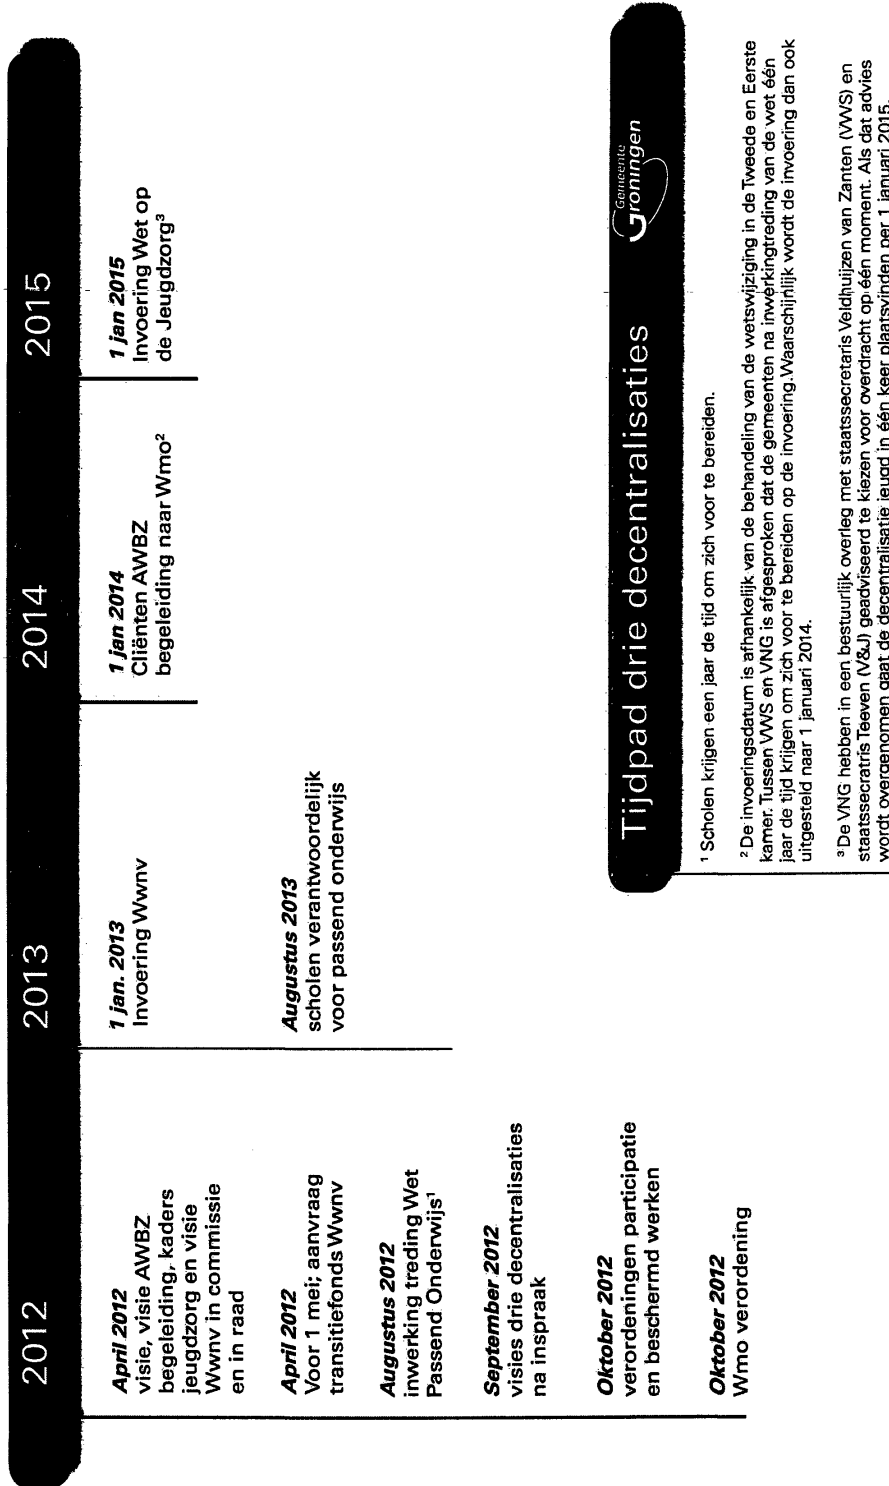 2012
April 2012
visie, visie AWBZ
begeleiding, kaders
jeugdzorg en visie
Wwnv in commissie
en in raad
April 2012
Voor 1 mei; aanvraag
transitiefonds Wwnv
Augustus 2012
inwerking treding Wet
Passend Onderwijs¹
September 2012
visies drie decentralisaties
na inspraak
Oktober 2012
verordeningen participatie
en beschermd werken
Oktober 2012
Wmo verordening
2013
1 jan. 2013
Invoering Wwnv
Augustus 2013
scholen verantwoordelijk
voor passend onderwijs
2014
1 jan 2014
Cliënten AWBZ
begeleiding naar Wmo²
2015
1 jan 2015
Invoering Wet op
de Jeugdzorg³
Tijdpad drie decentralisaties
Gemeente
Groningen
¹ Scholen krijgen een jaar de tijd om zich voor te bereiden.
² De invoeringsdatum is afhankelijk van de behandeling van de wetswijziging in de Tweede en Eerste
kamer. Tussen VWS en VNG is afgesproken dat de gemeenten na inwerkingtreding van de wet één
jaar de tijd krijgen om zich voor te bereiden op de invoering. Waarschijnlijk wordt de invoering dan ook
uitgesteld naar 1 januari 2014.
³ De VNG hebben in een bestuurlijk overleg met staatssecretaris Veldhuijzen van Zanten (VWS) en
staatssecratris Teeven (V&J) geadviseerd te kiezen voor overdracht op één moment. Als dat advies
wordt overgenomen gaat de decentralisatie jeugd in één keer plaatsvinden per 1 januari 2015.